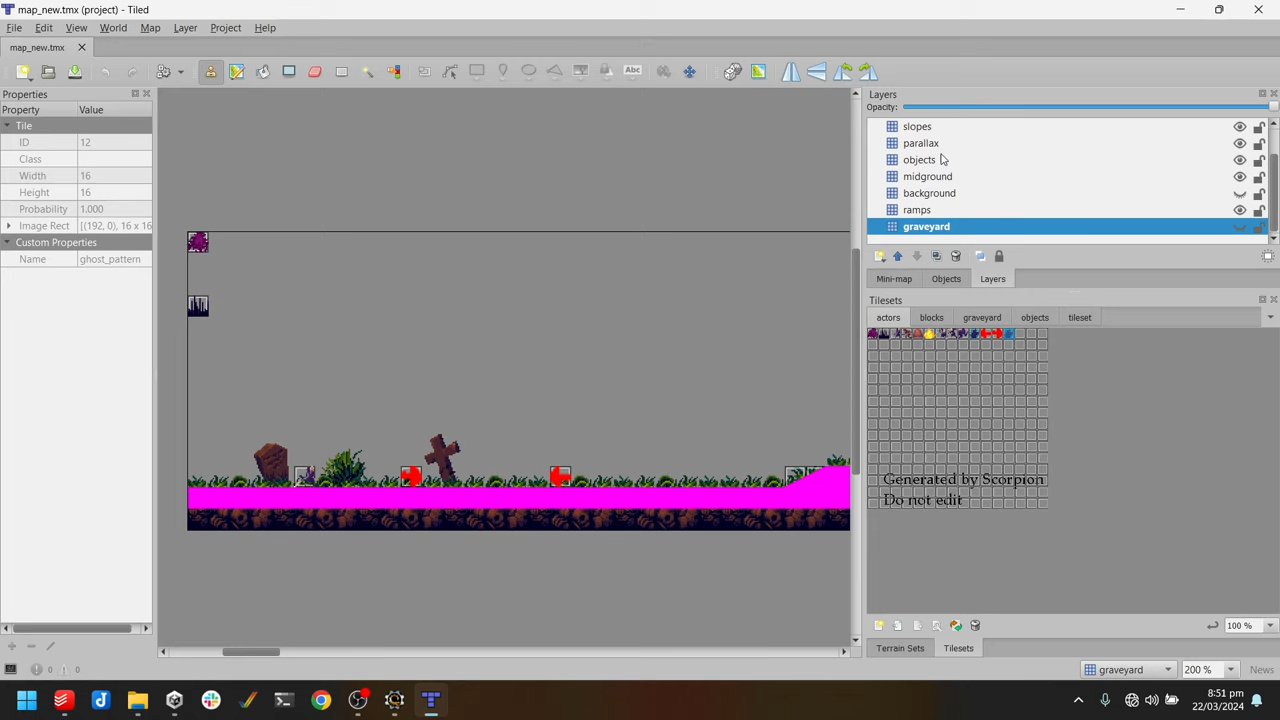 map_new.tmx (project) - Tiled
File Edit View World Map Layer Project Help
map_new.tmx
Abc
Properties
Property Value
Tile
ID 12
Class
Width 16
Height 16
Probability 1.000
Image Rect [(192, 0), 16 x 16
Custom Properties
Name ghost_pattern
Layers
Opacity:
slopes
parallax
objects
midground
background
ramps
graveyard
Mini-map Objects Layers
Tilesets
actors blocks graveyard objects tileset
Generated by Scorpion
Do not edit
100 %
Terrain Sets Tilesets
0 0
graveyard 200 % News
8:51 pm
22/03/2024